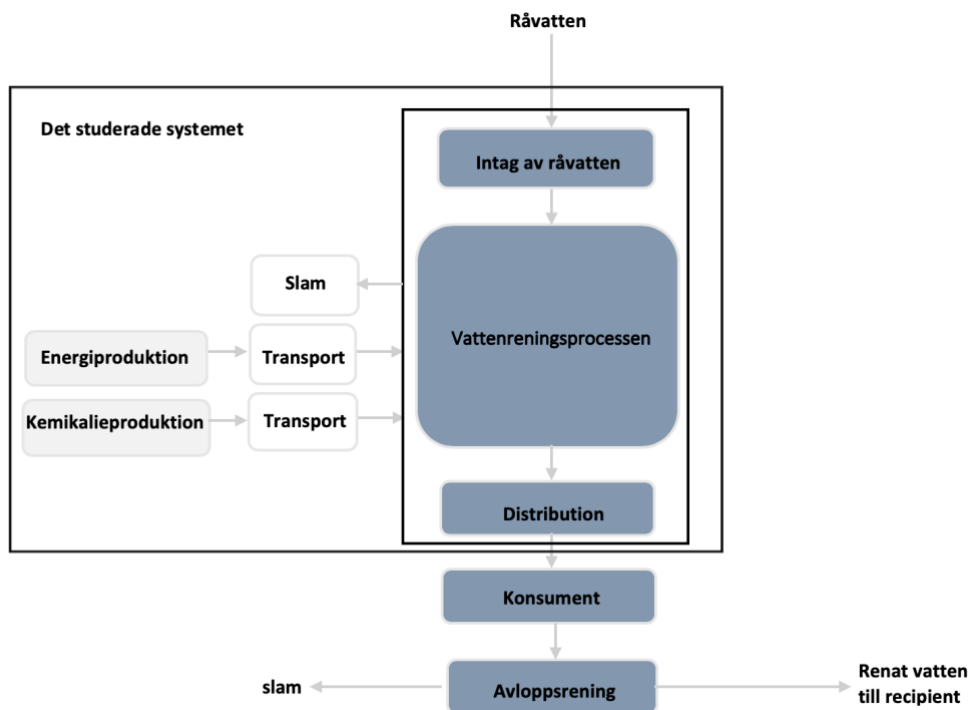 Råvatten
Det studerade systemet
Intag av råvatten
Slam
Vattenreningsprocessen
Energiproduktion
Transport
Kemikalieproduktion
Transport
Distribution
Konsument
slam
Avloppsrening
Renat vatten
till recipient